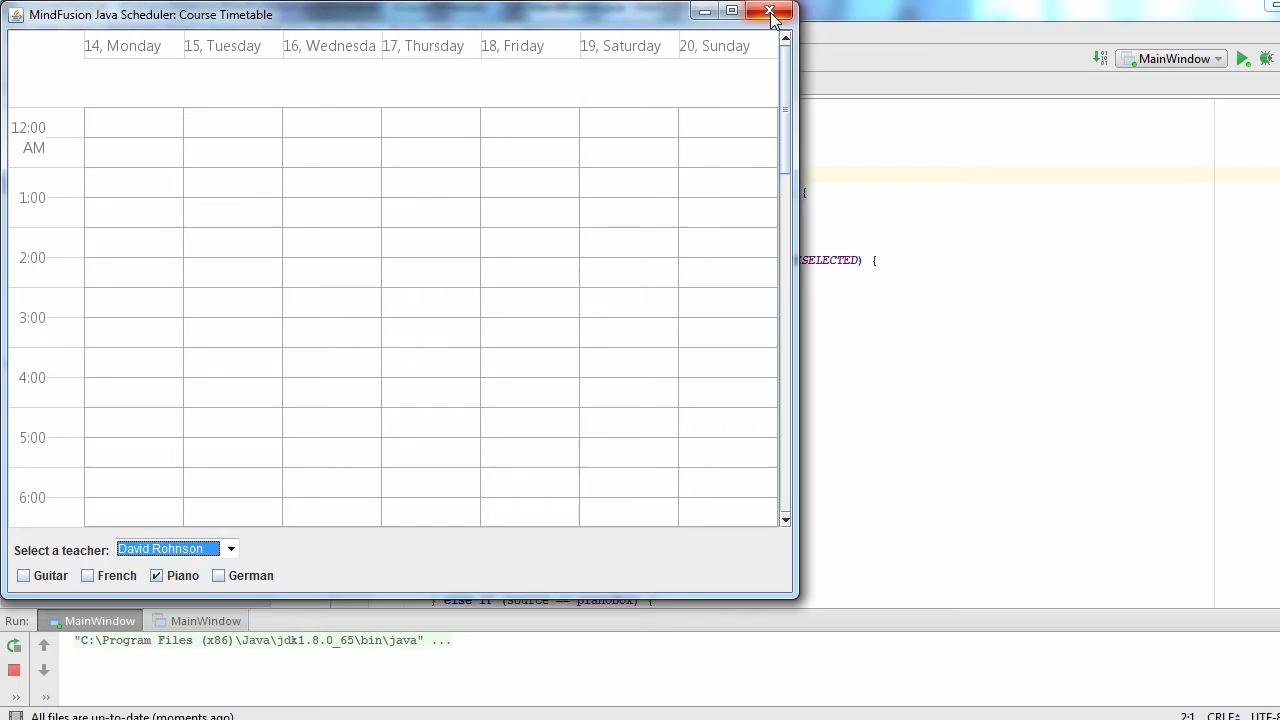 MindFusion Java Scheduler: Course Timetable
14, Monday 15, Tuesday 16, Wednesda 17, Thursday 18, Friday 19, Saturday 20, Sunday
MainWindow
12:00
AM
1:00
{
2:00
SELECTED) {
3:00
4:00
5:00
6:00
Select a teacher: David Rohnson
Guitar French Piano German
} else if (source == pianoBox) {
Run: MainWindow MainWindow
"C:\Program Files (x86)\Java\jdk1.8.0_65\bin\java" ...
All files are up-to-date (moments ago)
2:1 CRLF UTF-8